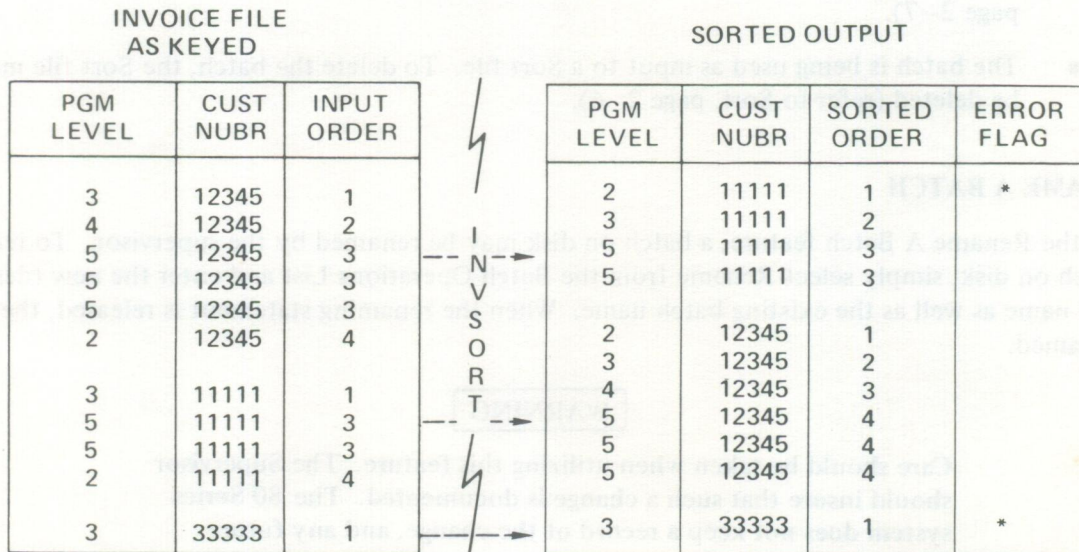 INVOICE FILE
AS KEYED
PGM LEVEL CUST NUBR INPUT ORDER
3 12345 1
4 12345 2
5 12345 3
5 12345 3
5 12345 3
2 12345 4
3 11111 1
5 11111 3
5 11111 3
2 11111 4
3 33333 1
INV SORT
SORTED OUTPUT
PGM LEVEL CUST NUBR SORTED ORDER ERROR FLAG
2 11111 1 *
3 11111 2
5 11111 3
5 11111 3
2 12345 1
3 12345 2
4 12345 3
5 12345 4
5 12345 4
5 12345 4
3 33333 1 *